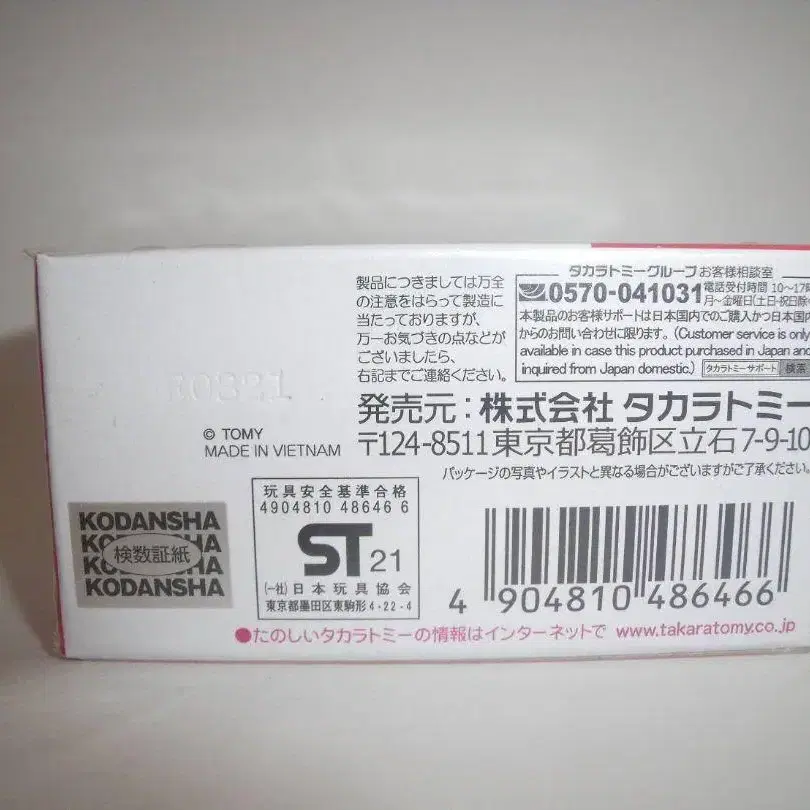 製品につきましては万全
の注意をはらって製造に
当たっておりますが、
万一お気づきの点などが
ございましたら、
右記までご連絡ください。
タカラトミーグループ お客様相談室
0570-041031 電話受付時間 10〜17時
月〜金曜日(土・日・祝日除
本製品のお客様サポートは日本国内でのご購入かつ日本国内
からのお問い合わせに限ります。(Customer service is only
available in case this product purchased in Japan and
inquired from Japan domestic.) タカラトミーサポート 検索
発売元:株式会社 タカラトミー
〒124-8511 東京都葛飾区立石7-9-10
パッケージの写真やイラストと異なる場合がございますがご了承ください。
© TOMY
MADE IN VIETNAM
KODANSHA
KODANSHA
検数証紙
KODANSHA
KODANSHA
玩具安全基準合格
4904810 48646 6
ST 21
(一社)日本玩具協会
東京都墨田区東駒形4-22-4
4 904810 486466
●たのしいタカラトミーの情報はインターネットで www.takaratomy.co.jp